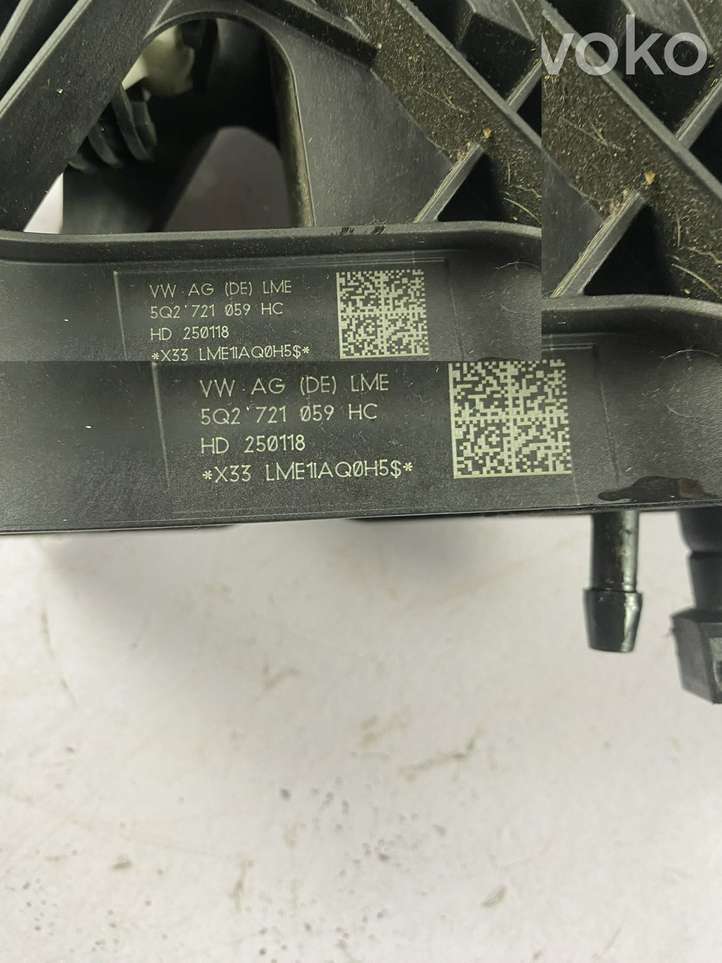 voko
VW AG (DE) LME
5Q2 721 059 HC
HD 250118
*X33 LME1IAQ0H5$*
VW AG (DE) LME
5Q2 721 059 HC
HD 250118
*X33 LME1IAQ0H5$*